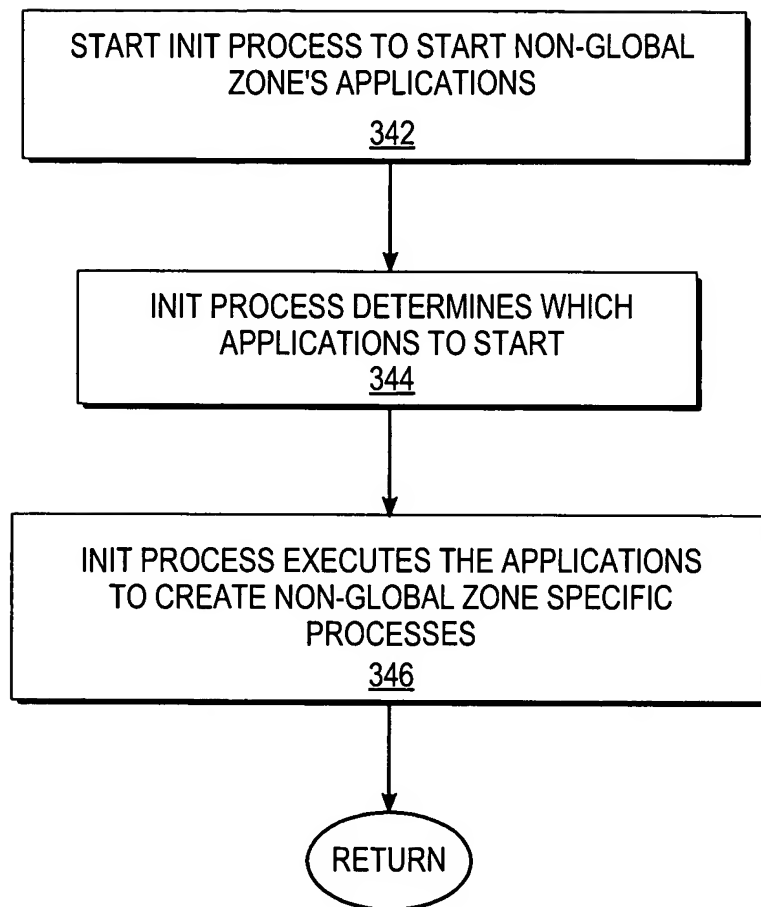 START INIT PROCESS TO START NON-GLOBAL
ZONE'S APPLICATIONS
342
INIT PROCESS DETERMINES WHICH
APPLICATIONS TO START
344
INIT PROCESS EXECUTES THE APPLICATIONS
TO CREATE NON-GLOBAL ZONE SPECIFIC
PROCESSES
346
RETURN